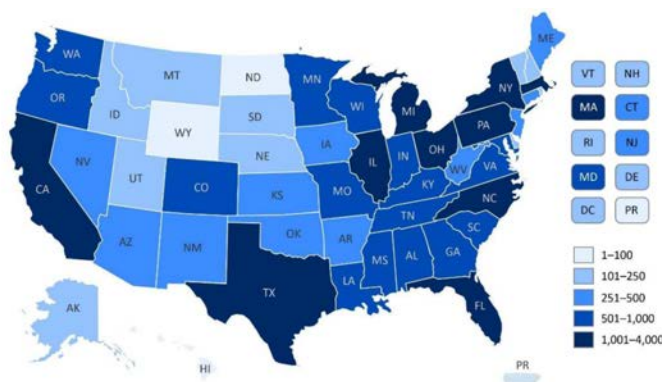 WA
OR
CA
NV
ID
MT
WY
UT
AZ
CO
NM
ND
SD
NE
KS
OK
TX
MN
IA
MO
AR
LA
WI
IL
MI
IN
OH
KY
TN
MS
AL
GA
FL
SC
NC
VA
WV
PA
NY
ME
AK
HI
PR
VT NH
MA CT
RI NJ
MD DE
DC PR
1–100
101–250
251–500
501–1,000
1,001–4,000